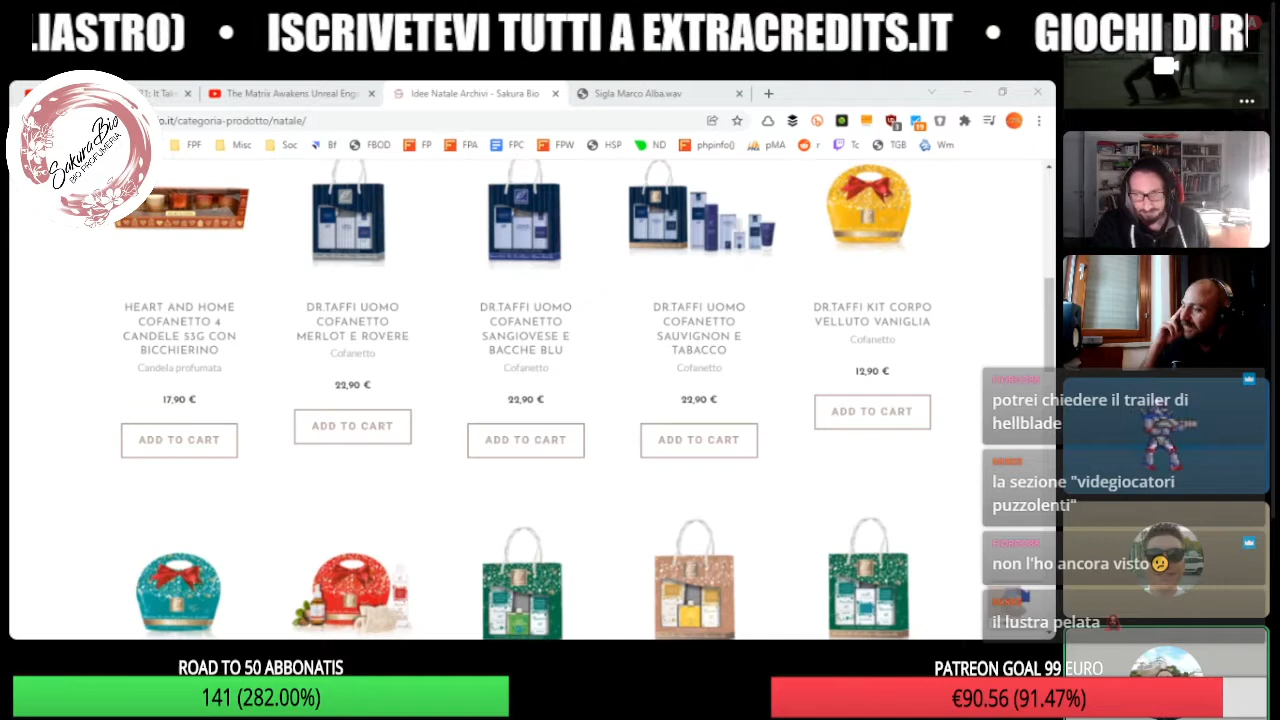 .IASTRO) • ISCRIVETEVI TUTTI A EXTRACREDITS.IT • GIOCHI DI R
21: It Tak
The Matrix Awakens Unreal Eng
Idee Natale Archivi - Sakura Bio
Sigla Marco Alba.wav
.it/categoria-prodotto/natale/
FPF
Misc
Soc
Bf
FBOD
FP
FPA
FPC
FPW
HSP
ND
phpinfo()
pMA
r
Tc
TGB
Wm
Sakura Bio
BIO PROFUMERIA
HEART AND HOME
COFANETTO 4
CANDELE 53G CON
BICCHIERINO
Candela profumata
17,90 €
ADD TO CART
DR.TAFFI UOMO
COFANETTO
MERLOT E ROVERE
Cofanetto
22,90 €
ADD TO CART
DR.TAFFI UOMO
COFANETTO
SANGIOVESE E
BACCHE BLU
Cofanetto
22,90 €
ADD TO CART
DR.TAFFI UOMO
COFANETTO
SAUVIGNON E
TABACCO
Cofanetto
22,90 €
ADD TO CART
DR.TAFFI KIT CORPO
VELLUTO VANIGLIA
Cofanetto
12,90 €
ADD TO CART
potrei chiedere il trailer di
hellblade
la sezione "videgiocatori
puzzolenti"
non l'ho ancora visto
il lustra pelata
ROAD TO 50 ABBONATIS
141 (282.00%)
PATREON GOAL 99 EURO
€90.56 (91.47%)